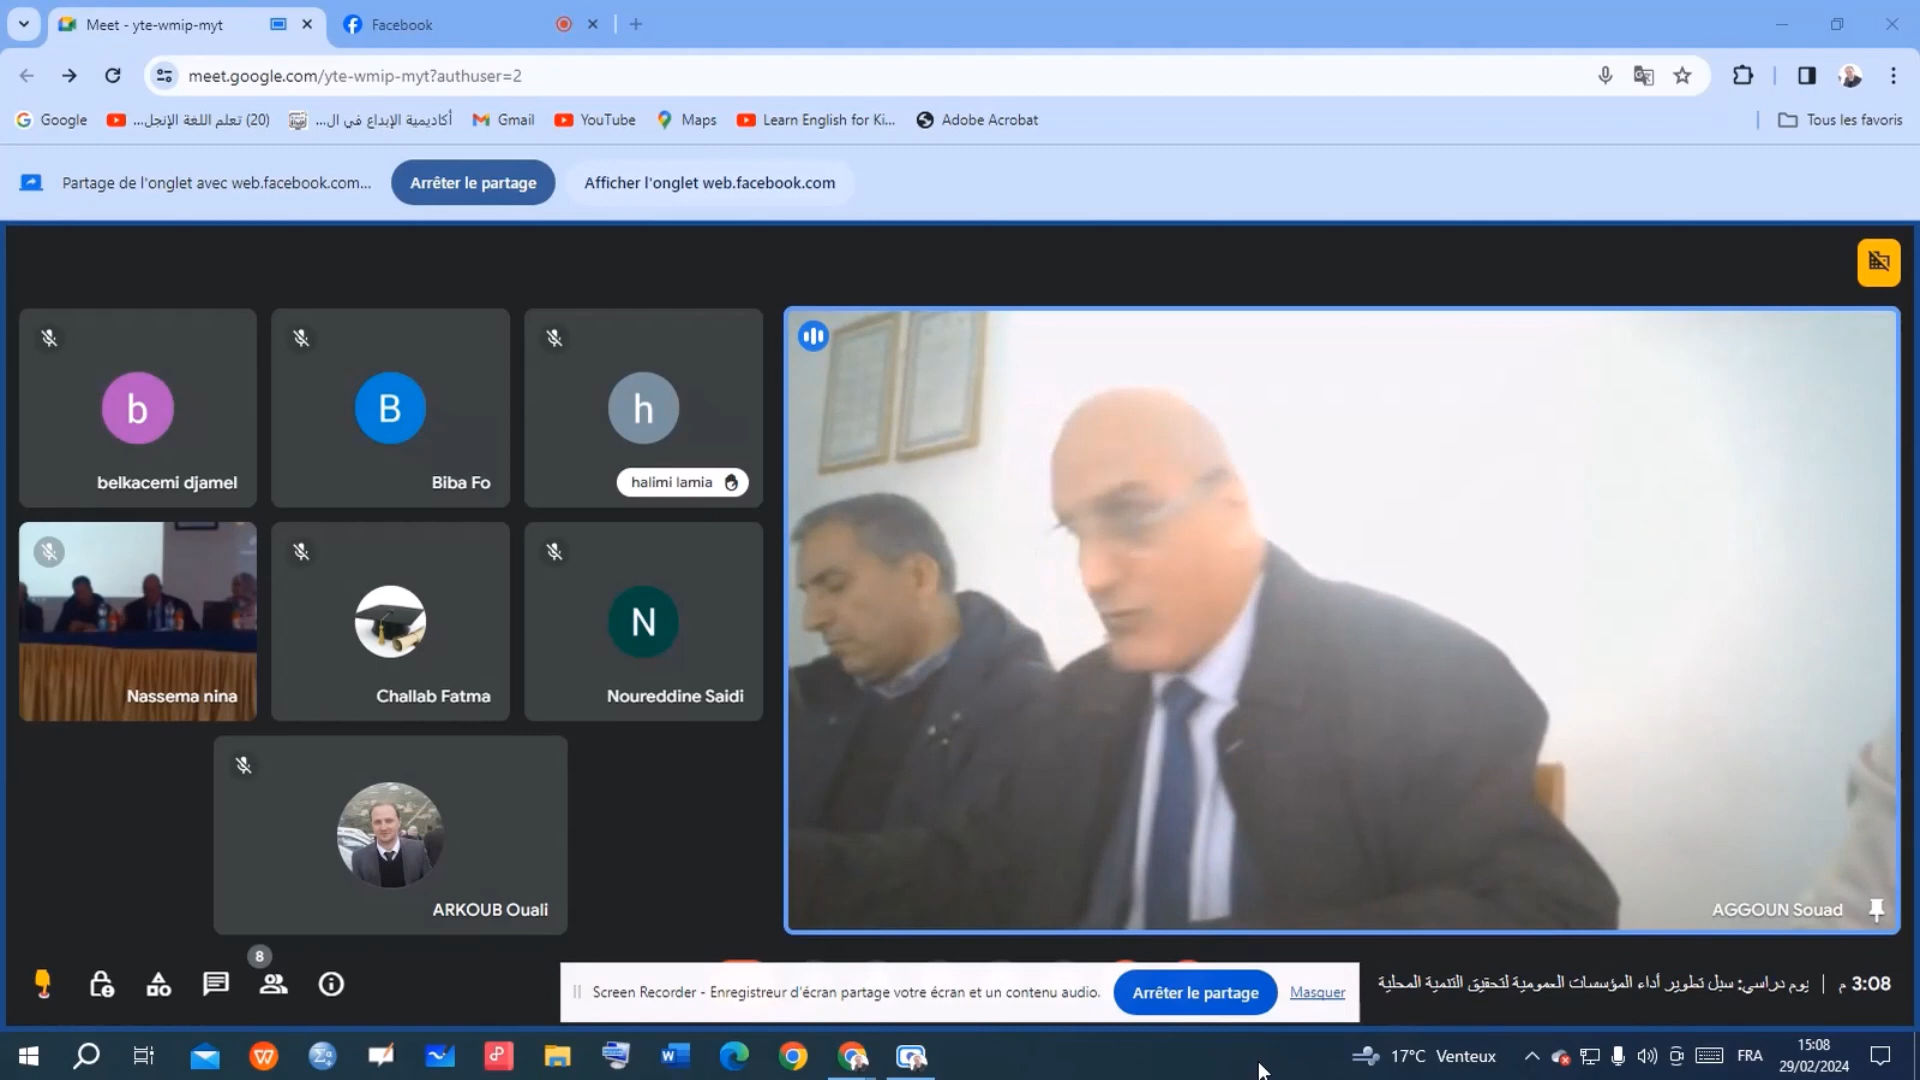 Meet - yte-wmip-myt
Facebook
meet.google.com/yte-wmip-myt?authuser=2
Google
(20) تعلم اللغة الإنجل...
أكاديمية الإبداع في ال...
Gmail
YouTube
Maps
Learn English for Ki...
Adobe Acrobat
Tous les favoris
Partage de l'onglet avec web.facebook.com...
Arrêter le partage
Afficher l'onglet web.facebook.com
b
belkacemi djamel
B
Biba Fo
h
halimi lamia
Nassema nina
Challab Fatma
N
Noureddine Saidi
ARKOUB Ouali
AGGOUN Souad
8
Screen Recorder - Enregistreur d'écran partage votre écran et un contenu audio.
Arrêter le partage
Masquer
3:08 م | يوم دراسي: سبل تطوير أداء المؤسسات العمومية لتحقيق التنمية المحلية
17°C Venteux
FRA
15:08
29/02/2024